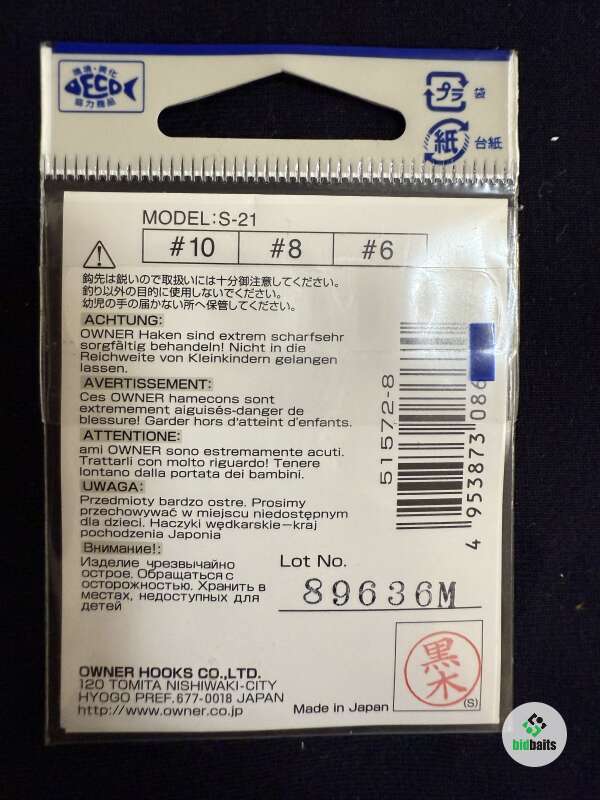 環境・美化
ECO
協力商品
プラ
袋
紙
台紙
MODEL:S-21
#10 #8 #6
鈎先は鋭いので取扱いには十分御注意してください。
釣り以外の目的に使用しないでください。
幼児の手の届かない所へ保管してください。
ACHTUNG:
OWNER Haken sind extrem scharfsehr
sorgfältig behandeln! Nicht in die
Reichweite von Kleinkindern gelangen
lassen.
AVERTISSEMENT:
Ces OWNER hamecons sont
extremement aiguisés-danger de
blessure! Garder hors d'atteint d'enfants.
ATTENTIONE:
ami OWNER sono estremamente acuti.
Trattarli con molto riguardo! Tenere
lontano dalla portata dei bambini.
UWAGA:
Przedmioty bardzo ostre. Prosimy
przechowywać w miejscu niedostępnym
dla dzieci. Haczyki wędkarskie-kraj
pochodzenia Japonia
Внимание!:
Изделие чрезвычайно
острое. Обращаться с
осторожностью. Хранить в
местах, недоступных для
детей
51572-8
4 953873 086
Lot No.
89636M
OWNER HOOKS CO.,LTD.
120 TOMITA NISHIWAKI-CITY
HYOGO PREF.677-0018 JAPAN
http://www.owner.co.jp
Made in Japan
黒木
(S)
bidbaits